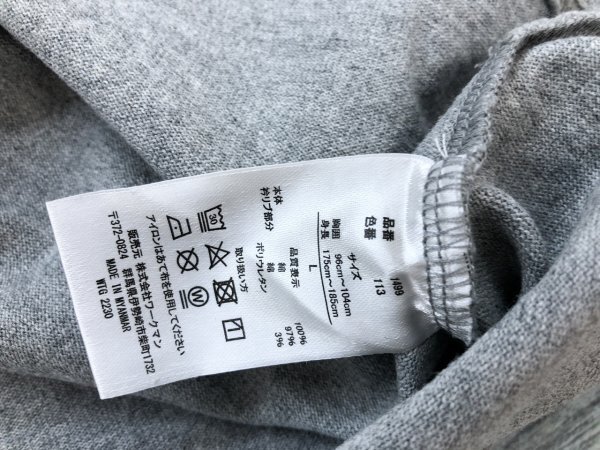 品番 1499
色番 113
サイズ
胸囲 96cm～104cm
身長 175cm～185cm
L
品質表示
本体 綿 100%
衿リブ部分 綿 97%
ポリウレタン 3%
取り扱い方
30
W
アイロンはあて布を使用してください
販売元 株式会社ワークマン
〒372-0824 群馬県伊勢崎市柴町1732
MADE IN MYANMAR
WTG 2230